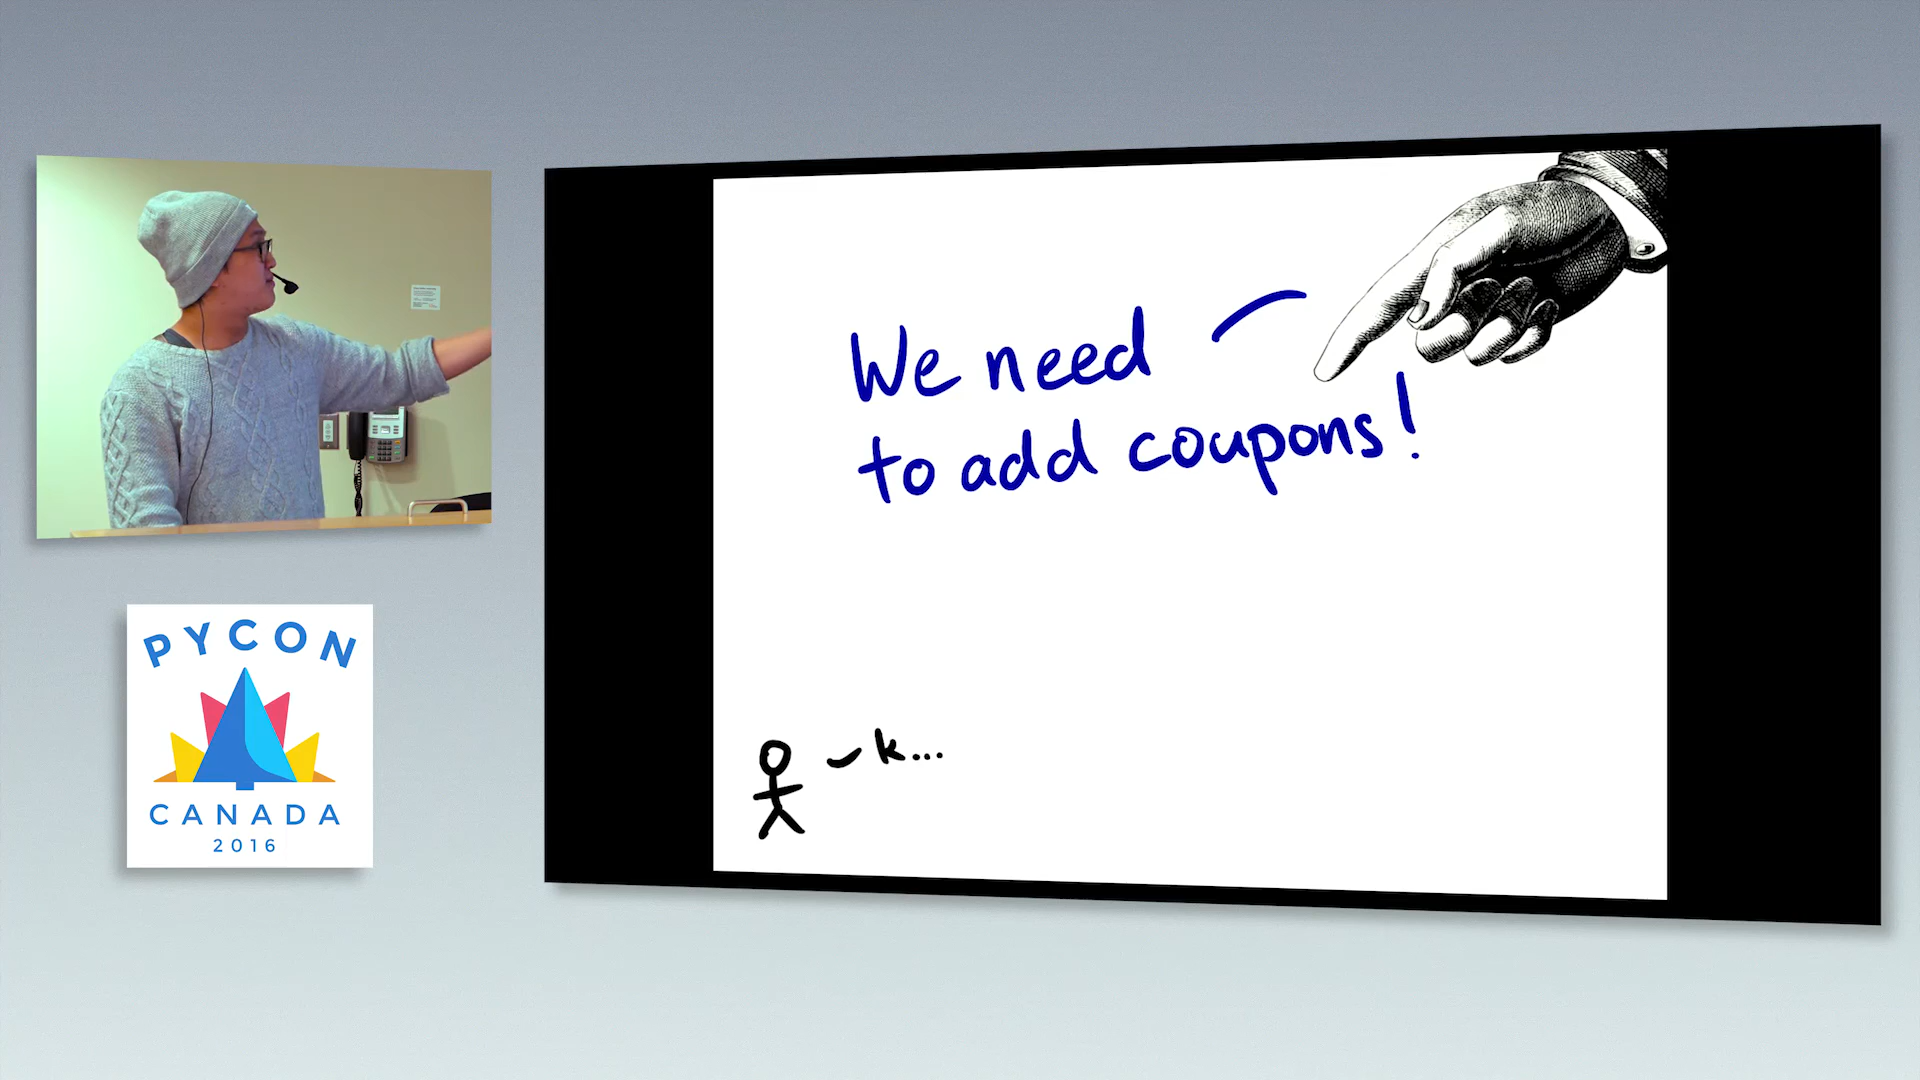 We need
to add coupons!
k...
PYCON
CANADA
2016